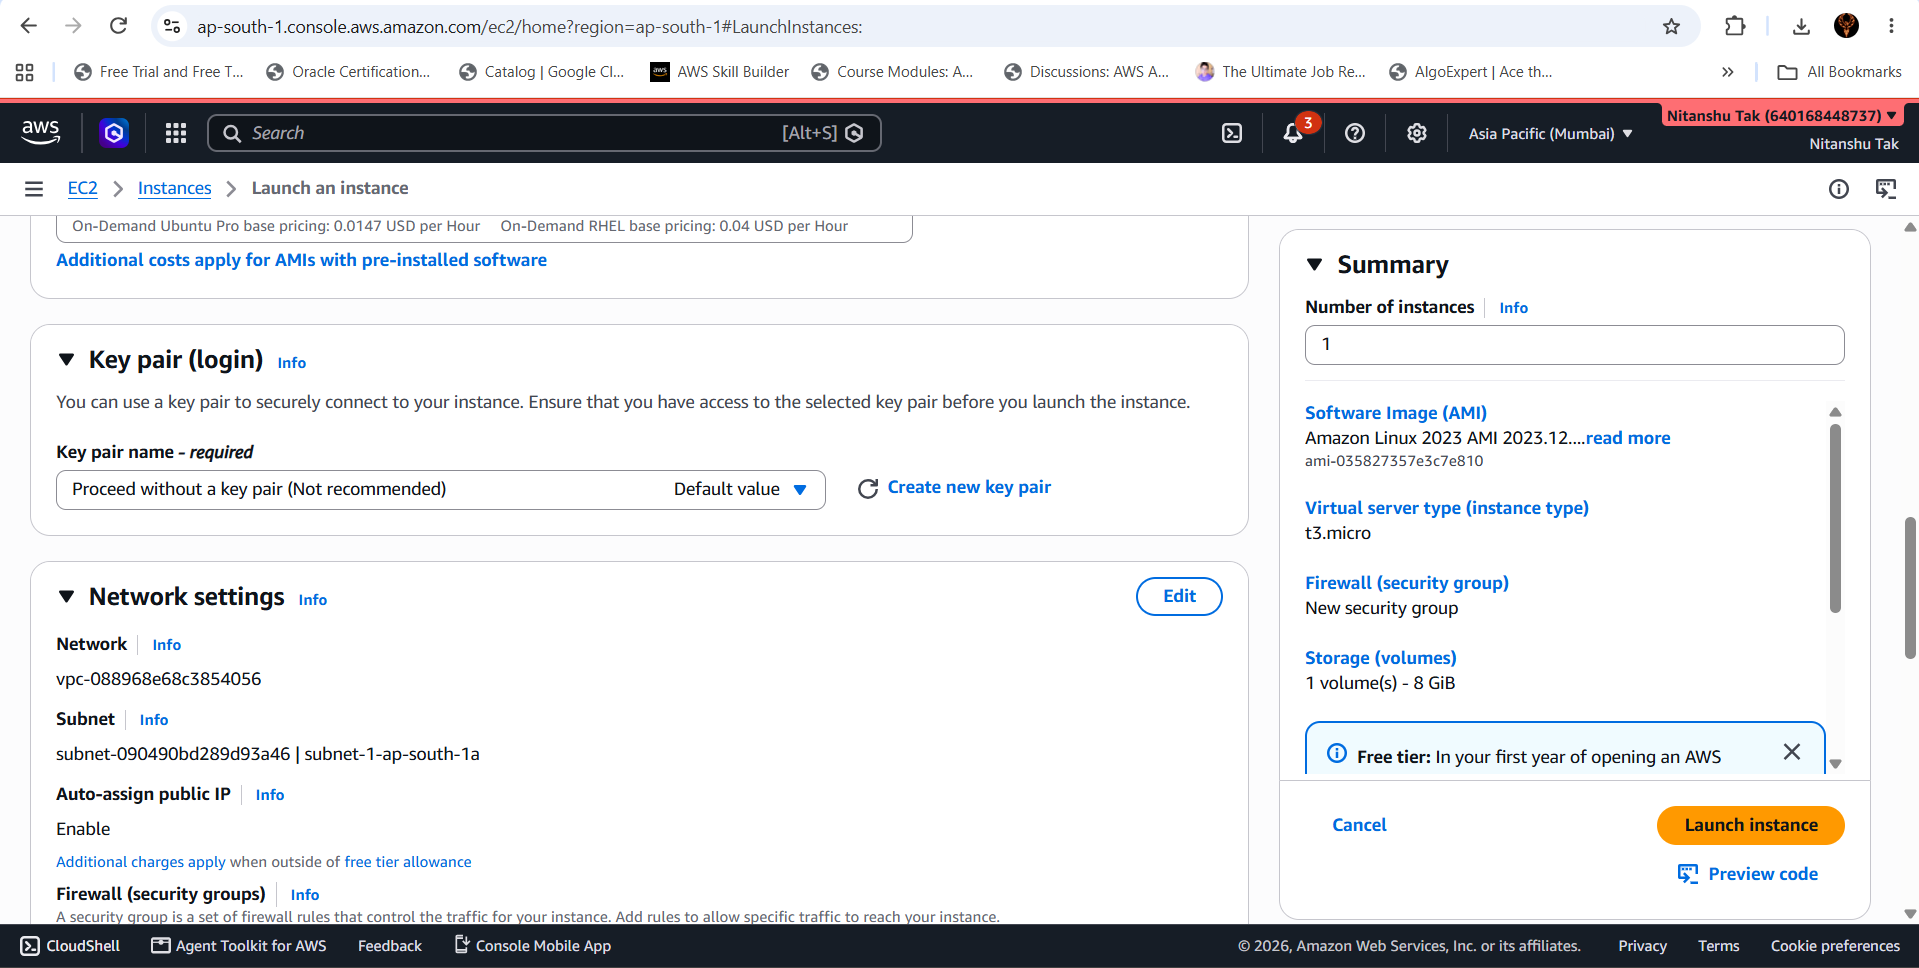 ap-south-1.console.aws.amazon.com/ec2/home?region=ap-south-1#LaunchInstances:
Free Trial and Free T... Oracle Certification... Catalog | Google Cl... AWS Skill Builder Course Modules: A... Discussions: AWS A... The Ultimate Job Re... AlgoExpert | Ace th... » All Bookmarks
aws Search [Alt+S] 3 Asia Pacific (Mumbai) Nitanshu Tak (640168448737)
Nitanshu Tak
EC2 Instances Launch an instance
On-Demand Ubuntu Pro base pricing: 0.0147 USD per Hour On-Demand RHEL base pricing: 0.04 USD per Hour
Additional costs apply for AMIs with pre-installed software
Key pair (login) Info
You can use a key pair to securely connect to your instance. Ensure that you have access to the selected key pair before you launch the instance.
Key pair name - required
Proceed without a key pair (Not recommended) Default value Create new key pair
Network settings Info Edit
Network Info
vpc-088968e68c3854056
Subnet Info
subnet-090490bd289d93a46 | subnet-1-ap-south-1a
Auto-assign public IP Info
Enable
Additional charges apply when outside of free tier allowance
Firewall (security groups) Info
A security group is a set of firewall rules that control the traffic for your instance. Add rules to allow specific traffic to reach your instance.
Summary
Number of instances Info
1
Software Image (AMI)
Amazon Linux 2023 AMI 2023.12....read more
ami-035827357e3c7e810
Virtual server type (instance type)
t3.micro
Firewall (security group)
New security group
Storage (volumes)
1 volume(s) - 8 GiB
Free tier: In your first year of opening an AWS
Cancel Launch instance
Preview code
CloudShell Agent Toolkit for AWS Feedback Console Mobile App © 2026, Amazon Web Services, Inc. or its affiliates. Privacy Terms Cookie preferences